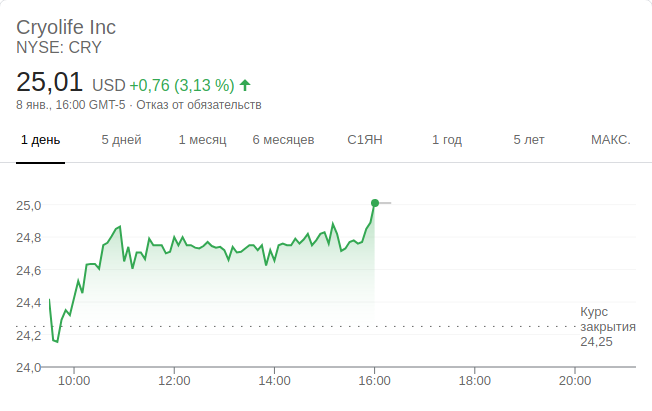 Cryolife Inc
NYSE: CRY
25,01 USD +0,76 (3,13 %)
8 янв., 16:00 GMT-5 · Отказ от обязательств
1 день 5 дней 1 месяц 6 месяцев С1ЯН 1 год 5 лет МАКС.
25,0
24,8
24,6
24,4
Курс
закрытия
24,2
24,25
24,0
10:00 12:00 14:00 16:00 18:00 20:00